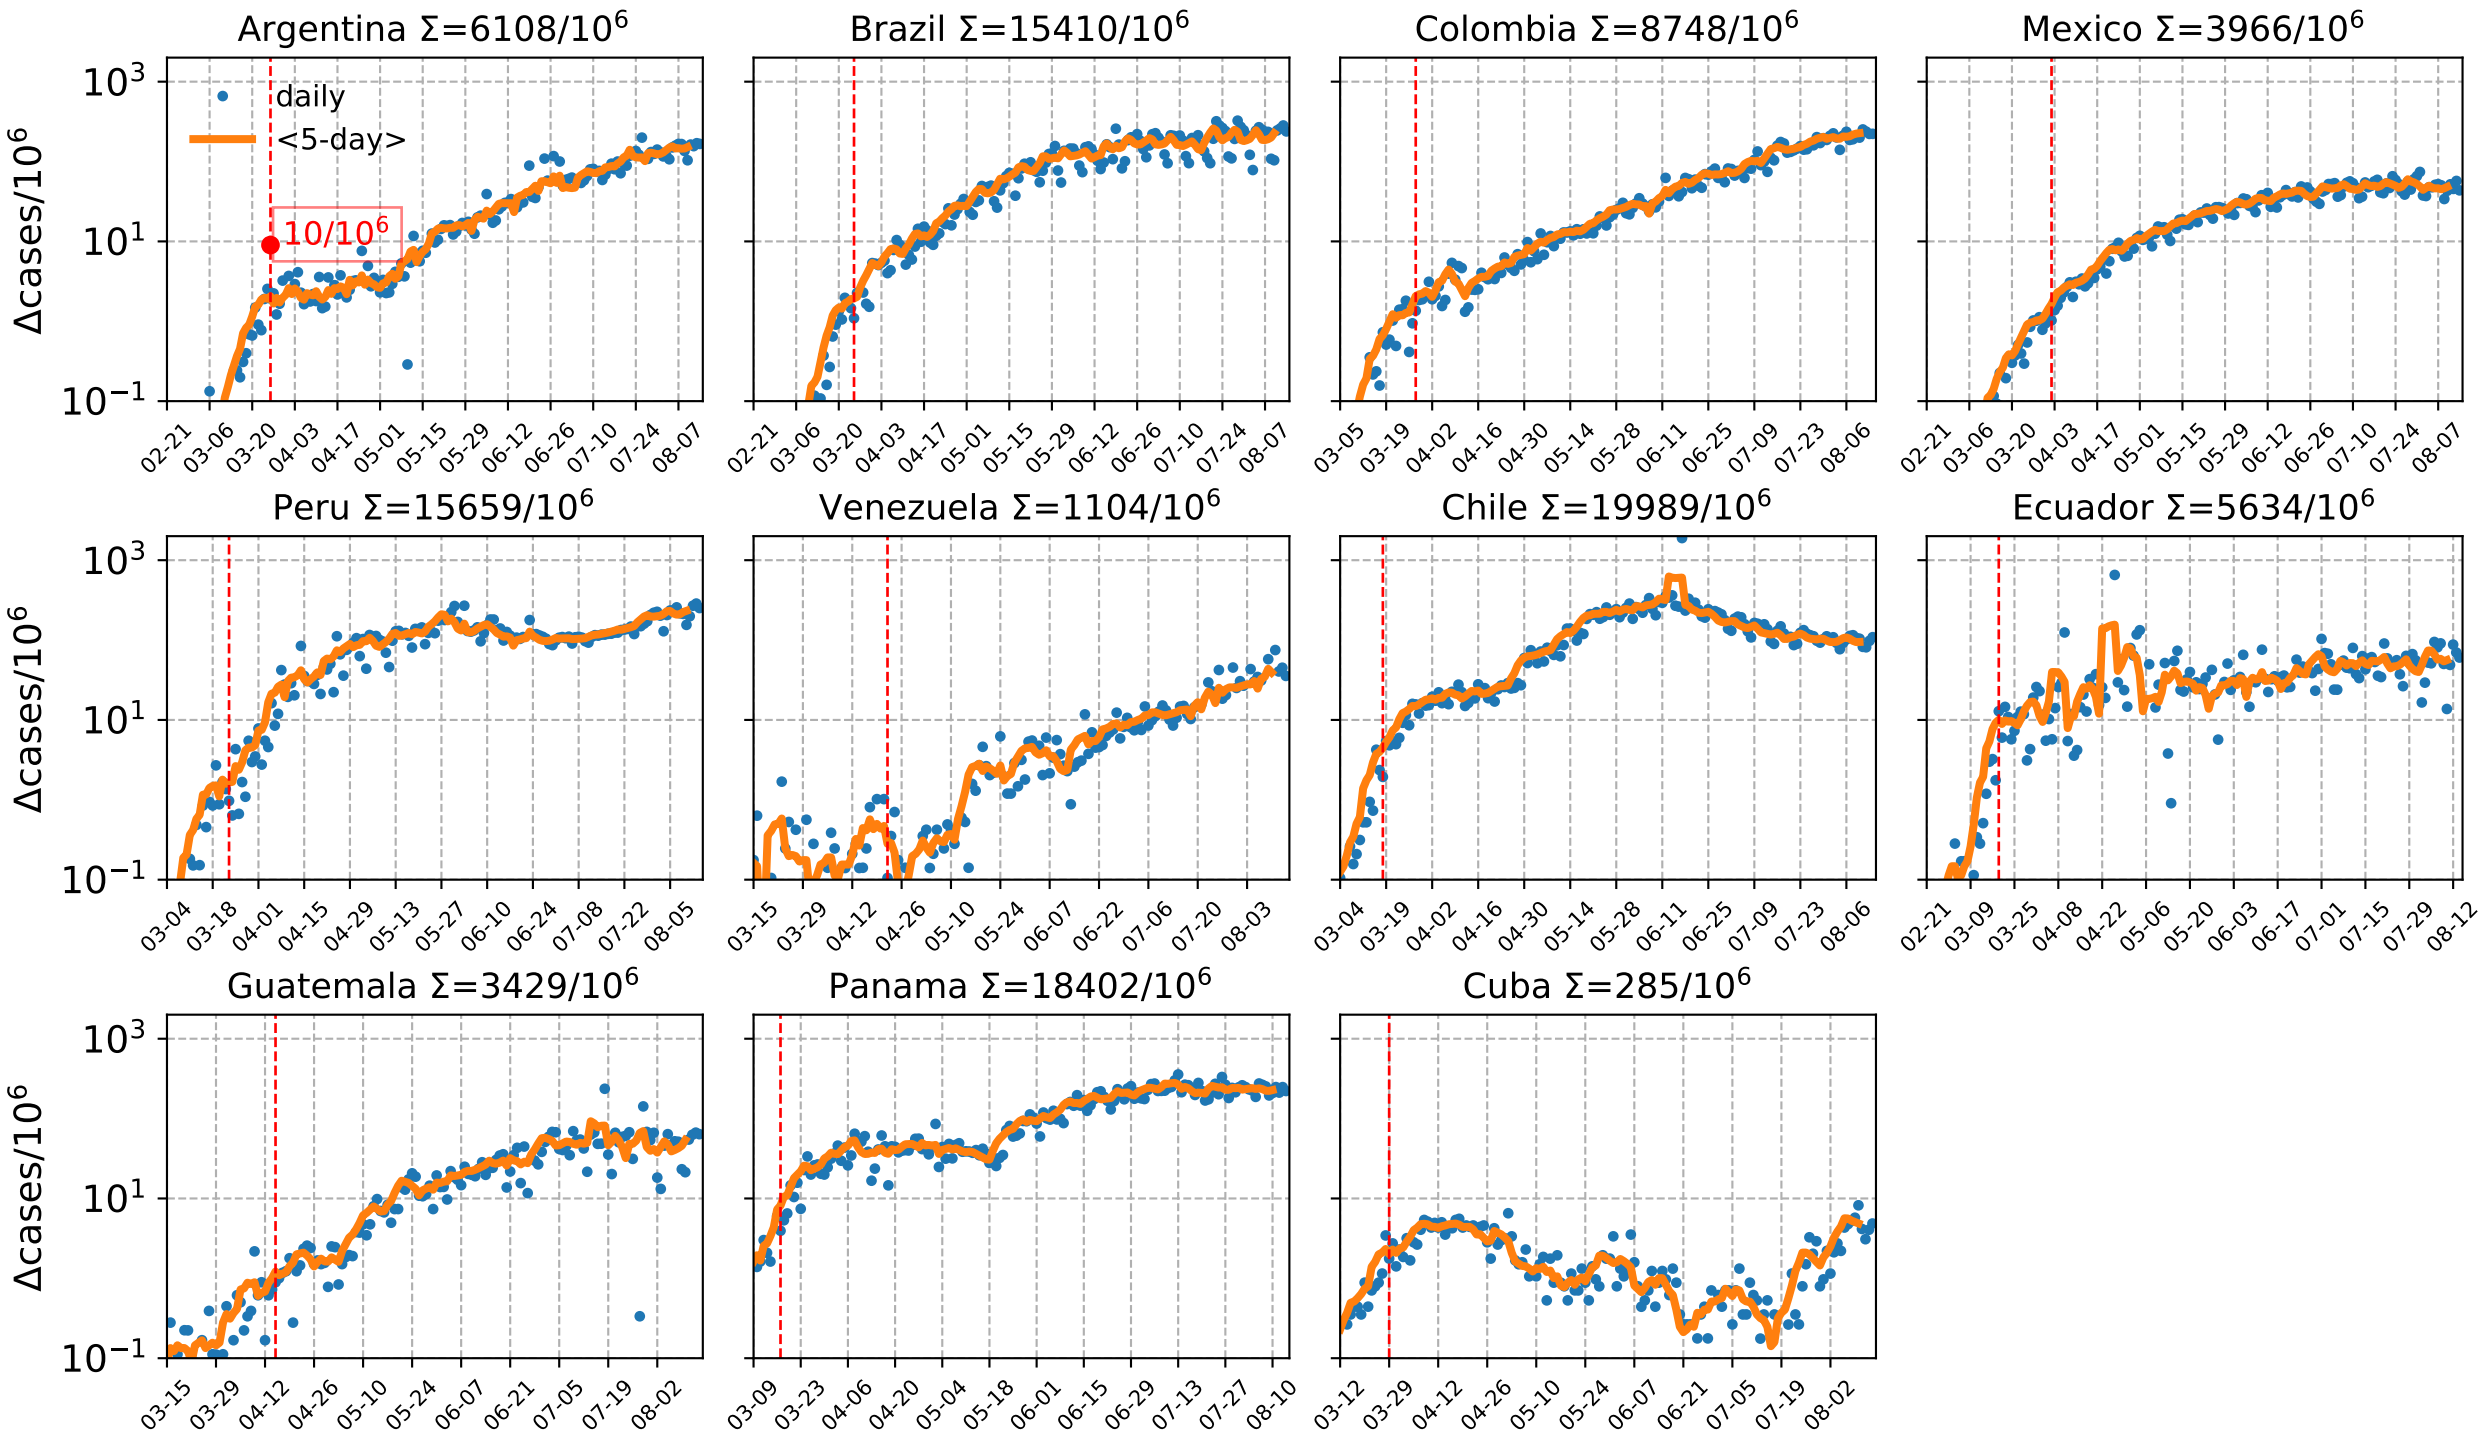 Argentina Σ=6108/10⁶
Brazil Σ=15410/10⁶
Colombia Σ=8748/10⁶
Mexico Σ=3966/10⁶
Δcases/10⁶
10³
10¹
10⁻¹
daily
<5-day>
10/10⁶
02-21 03-06 03-20 04-03 04-17 05-01 05-15 05-29 06-12 06-26 07-10 07-24 08-07
02-21 03-06 03-20 04-03 04-17 05-01 05-15 05-29 06-12 06-26 07-10 07-24 08-07
03-05 03-19 04-02 04-16 04-30 05-14 05-28 06-11 06-25 07-09 07-23 08-06
02-21 03-06 03-20 04-03 04-17 05-01 05-15 05-29 06-12 06-26 07-10 07-24 08-07
Peru Σ=15659/10⁶
Venezuela Σ=1104/10⁶
Chile Σ=19989/10⁶
Ecuador Σ=5634/10⁶
Δcases/10⁶
10³
10¹
10⁻¹
03-04 03-18 04-01 04-15 04-29 05-13 05-27 06-10 06-24 07-08 07-22 08-05
03-15 03-29 04-12 04-26 05-10 05-24 06-07 06-22 07-06 07-20 08-03
03-04 03-19 04-02 04-16 04-30 05-14 05-28 06-11 06-25 07-09 07-23 08-06
02-21 03-09 03-25 04-08 04-22 05-06 05-20 06-03 06-17 07-01 07-15 07-29 08-12
Guatemala Σ=3429/10⁶
Panama Σ=18402/10⁶
Cuba Σ=285/10⁶
Δcases/10⁶
10³
10¹
10⁻¹
03-15 03-29 04-12 04-26 05-10 05-24 06-07 06-21 07-05 07-19 08-02
03-09 03-23 04-06 04-20 05-04 05-18 06-01 06-15 06-29 07-13 07-27 08-10
03-12 03-29 04-12 04-26 05-10 05-24 06-07 06-21 07-05 07-19 08-02